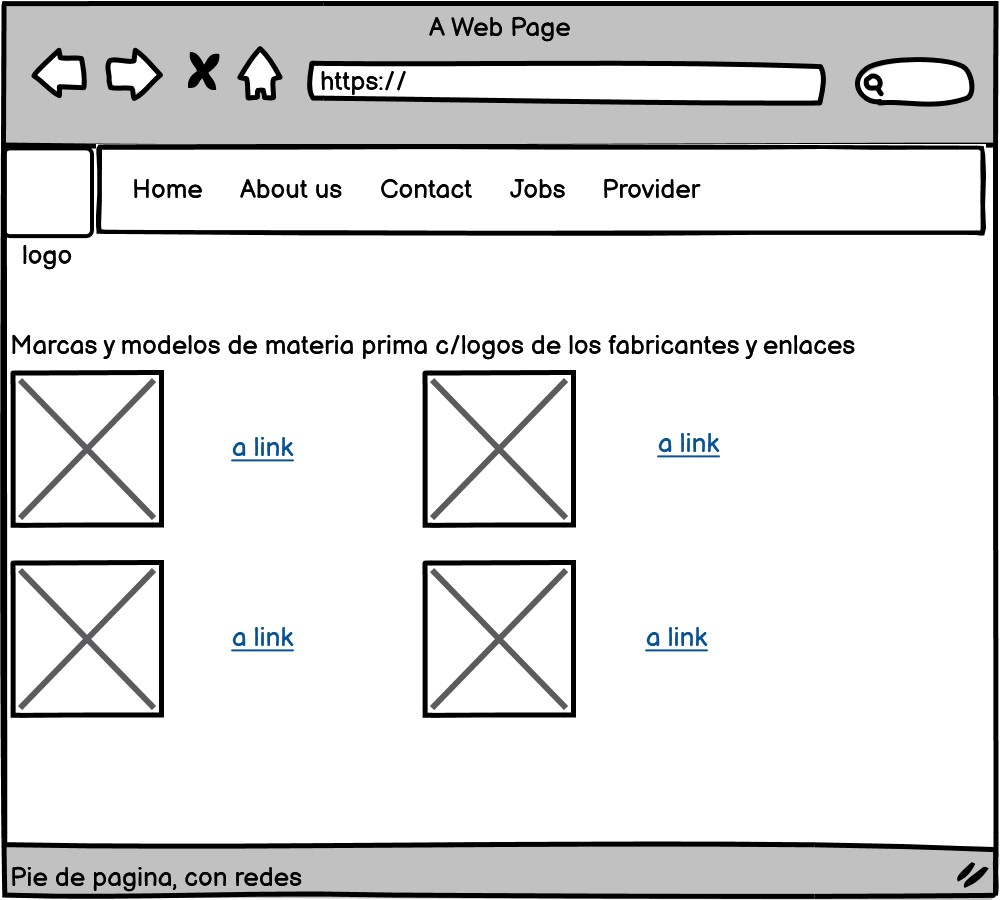 A Web Page
https://
Home About us Contact Jobs Provider
logo
Marcas y modelos de materia prima c/logos de los fabricantes y enlaces
a link a link
a link a link
Pie de pagina, con redes